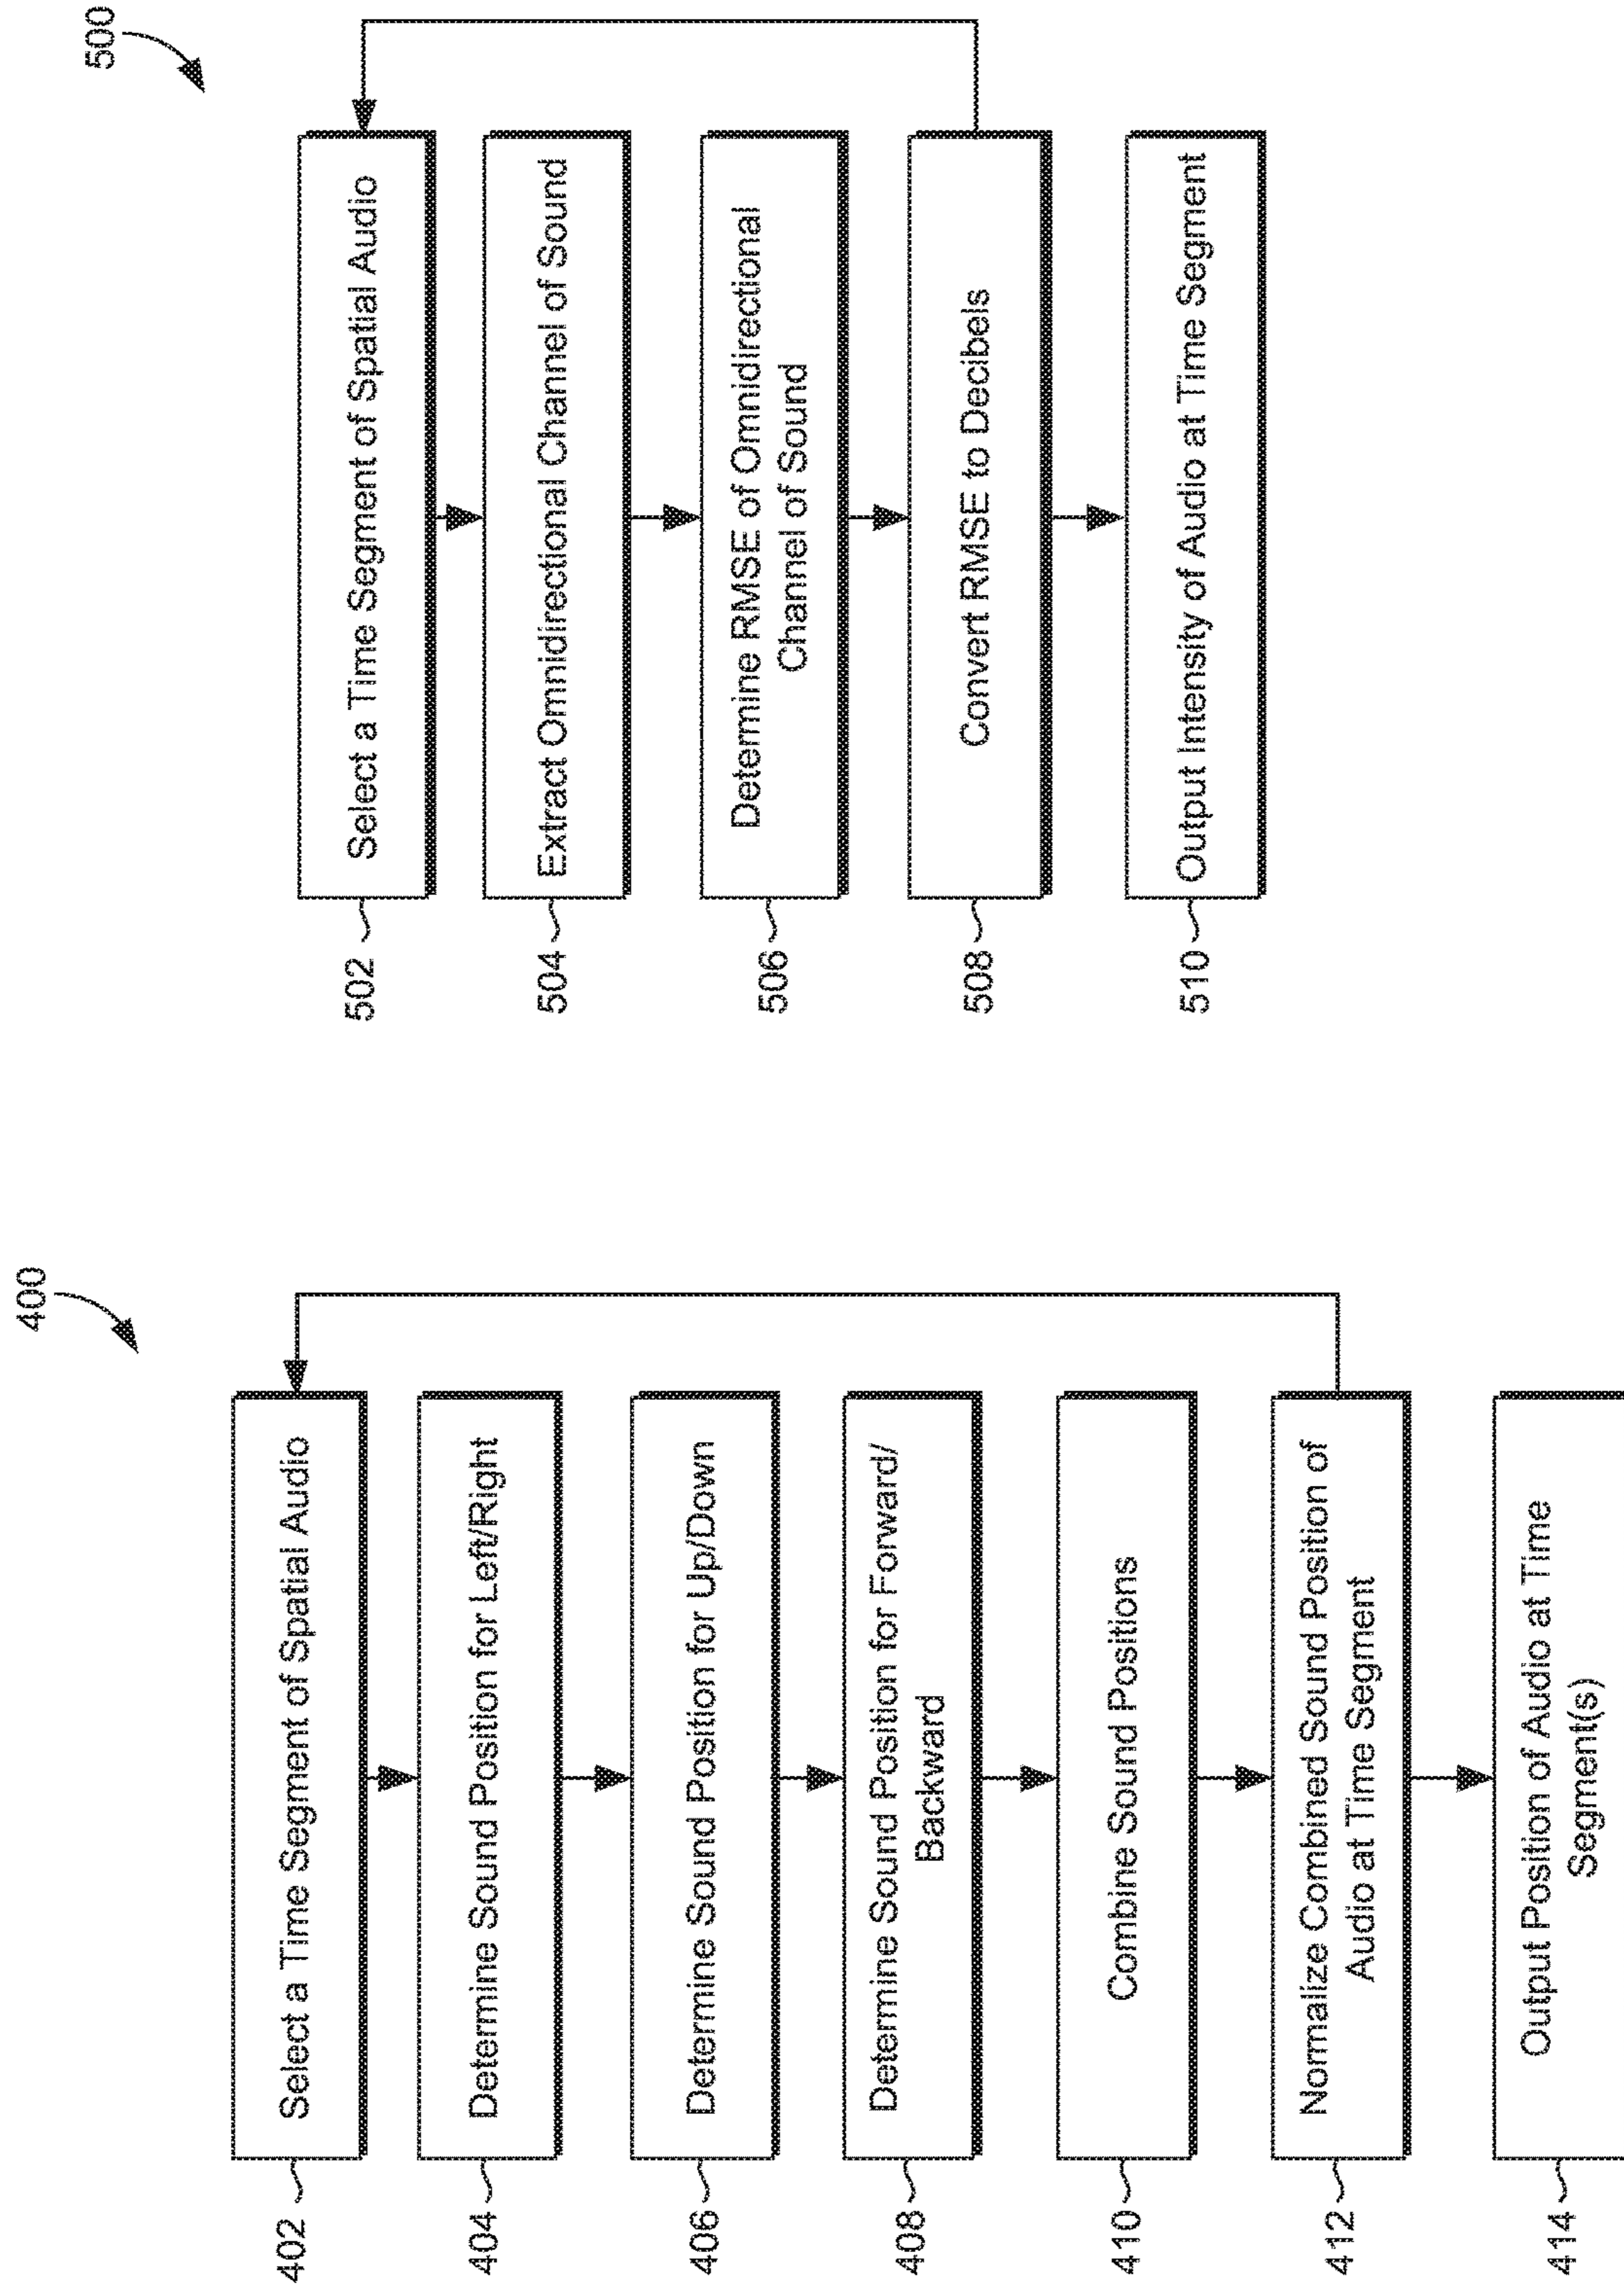 400
402
Select a Time Segment of Spatial Audio
404
Determine Sound Position for Left/Right
406
Determine Sound Position for Up/Down
408
Determine Sound Position for Forward/
Backward
410
Combine Sound Positions
412
Normalize Combined Sound Position of
Audio at Time Segment
414
Output Position of Audio at Time
Segment(s)
500
502
Select a Time Segment of Spatial Audio
504
Extract Omnidirectional Channel of Sound
506
Determine RMSE of Omnidirectional
Channel of Sound
508
Convert RMSE to Decibels
510
Output Intensity of Audio at Time Segment